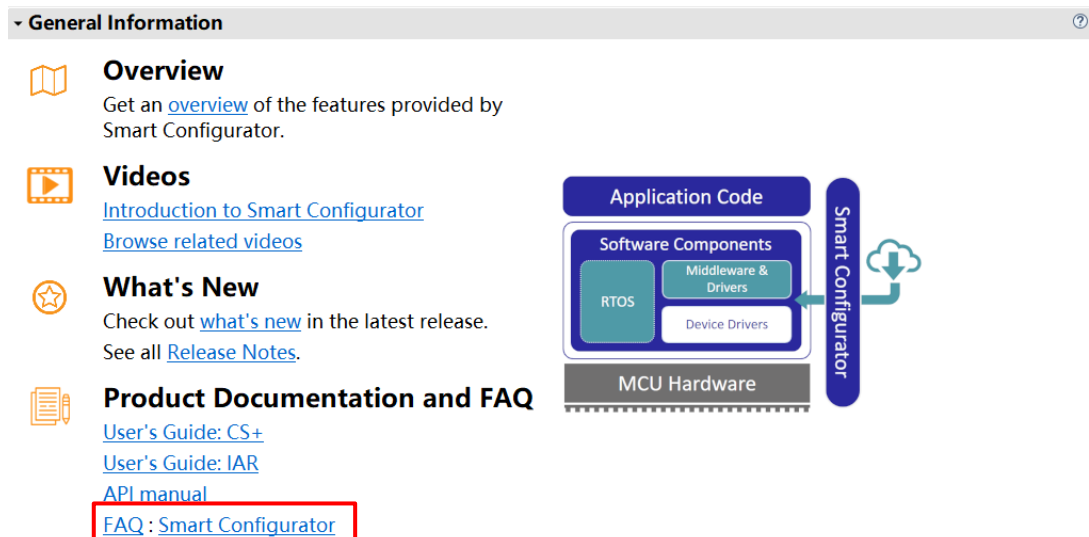 General Information
Overview
Get an overview of the features provided by
Smart Configurator.
Videos
Introduction to Smart Configurator
Browse related videos
What's New
Check out what's new in the latest release.
See all Release Notes.
Product Documentation and FAQ
User's Guide: CS+
User's Guide: IAR
API manual
FAQ : Smart Configurator
Application Code
Software Components
RTOS
Middleware &
Drivers
Device Drivers
MCU Hardware
Smart Configurator